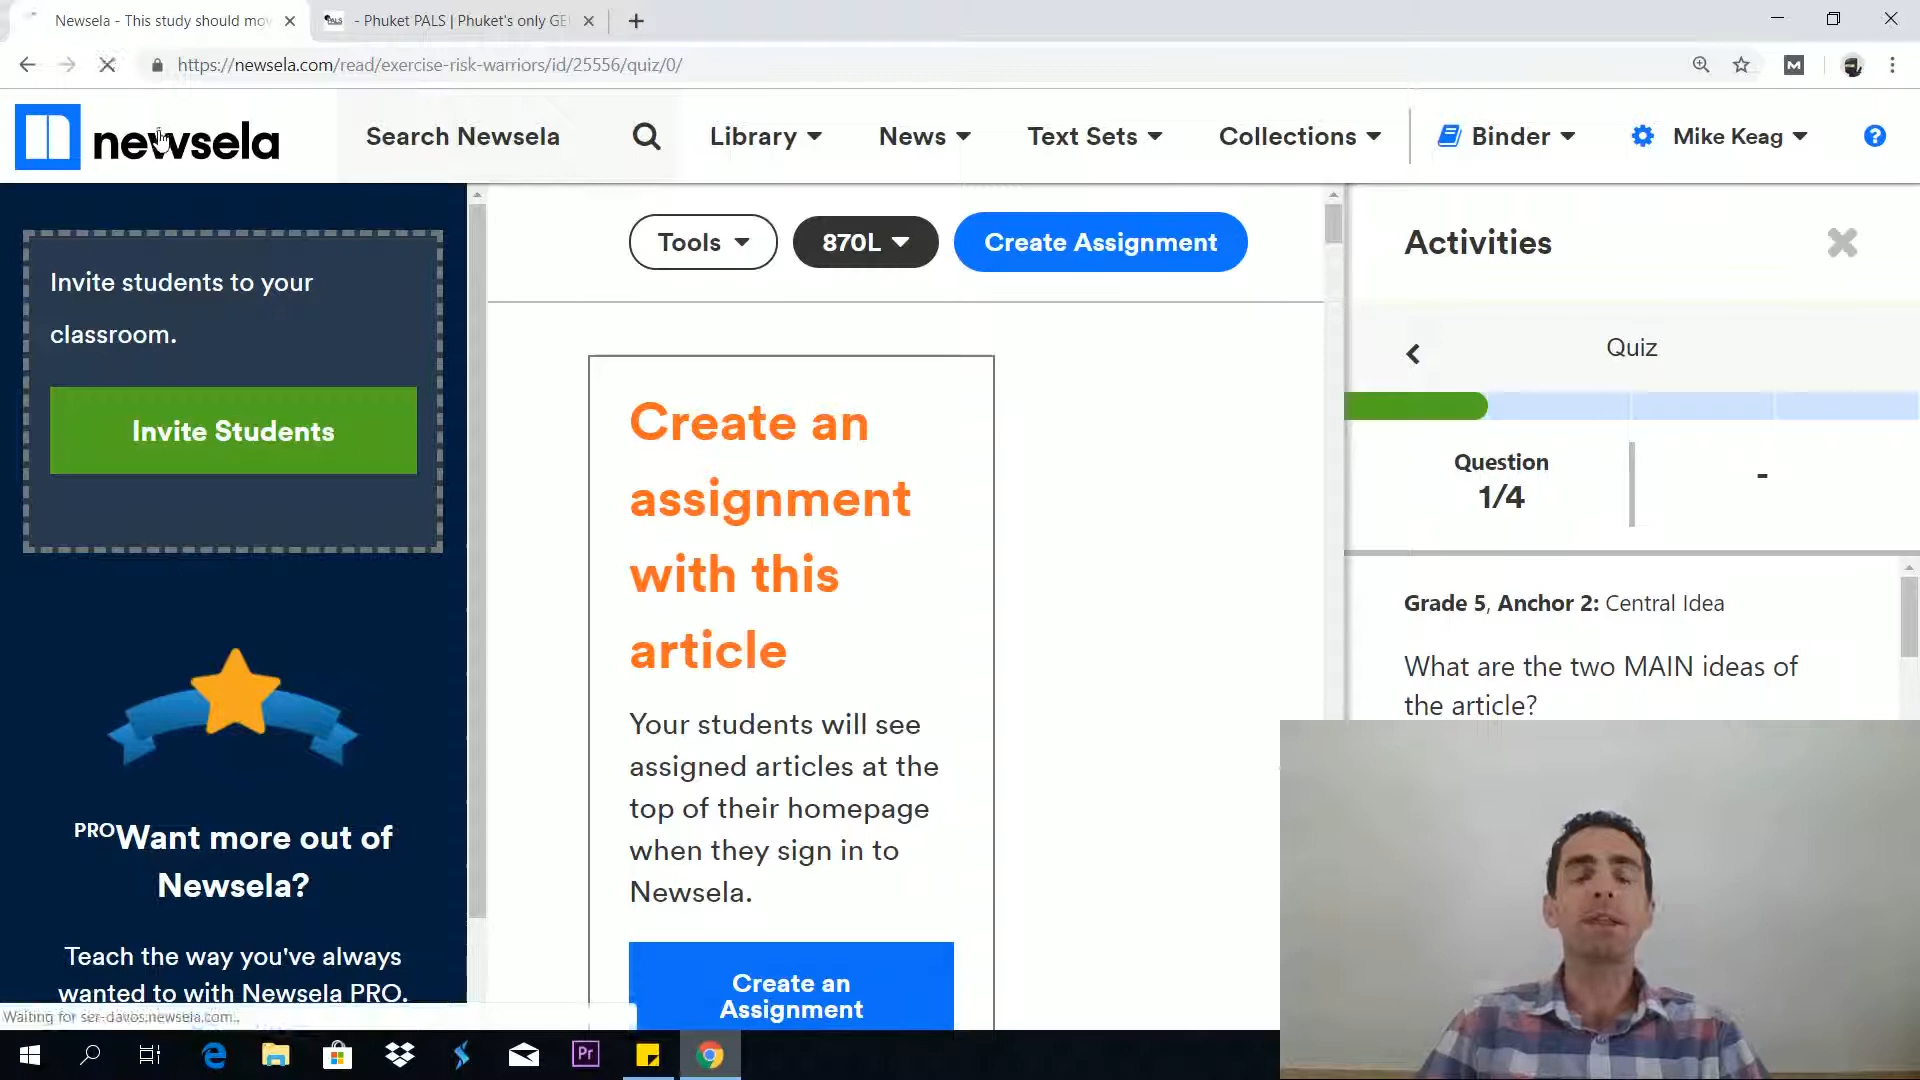 Newsela - This study should mo
- Phuket PALS | Phuket's only GE
https://newsela.com/read/exercise-risk-warriors/id/25556/quiz/0/
newsela
Search Newsela
Library
News
Text Sets
Collections
Binder
Mike Keag
Invite students to your
classroom.
Invite Students
PROWant more out of
Newsela?
Teach the way you've always
wanted to with Newsela PRO.
Waiting for ser-davos.newsela.com...
Tools
870L
Create Assignment
Create an
assignment
with this
article
Your students will see
assigned articles at the
top of their homepage
when they sign in to
Newsela.
Create an
Assignment
Activities
Quiz
Question
1/4
-
Grade 5, Anchor 2: Central Idea
What are the two MAIN ideas of
the article?
Pr